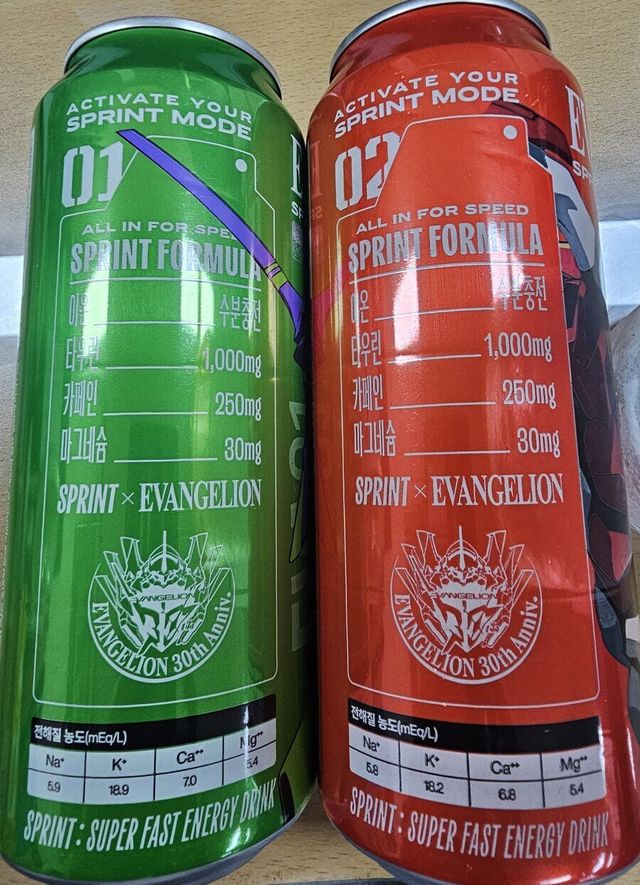 ACTIVATE YOUR
SPRINT MODE
01
ALL IN FOR SPEED
SPRINT FORMULA
이온 수분충전
타우린 1,000mg
카페인 250mg
마그네슘 30mg
SPRINT × EVANGELION
EVANGELION
EVANGELION 30th Anniv.
전해질 농도(mEq/L)
Na⁺ K⁺ Ca⁺⁺ Mg⁺⁺
5.9 18.9 7.0 5.4
SPRINT : SUPER FAST ENERGY DRINK
ACTIVATE YOUR
SPRINT MODE
02
ALL IN FOR SPEED
SPRINT FORMULA
이온 수분충전
타우린 1,000mg
카페인 250mg
마그네슘 30mg
SPRINT × EVANGELION
EVANGELION
EVANGELION 30th Anniv.
전해질 농도(mEq/L)
Na⁺ K⁺ Ca⁺⁺ Mg⁺⁺
5.8 18.2 6.8 5.4
SPRINT : SUPER FAST ENERGY DRINK